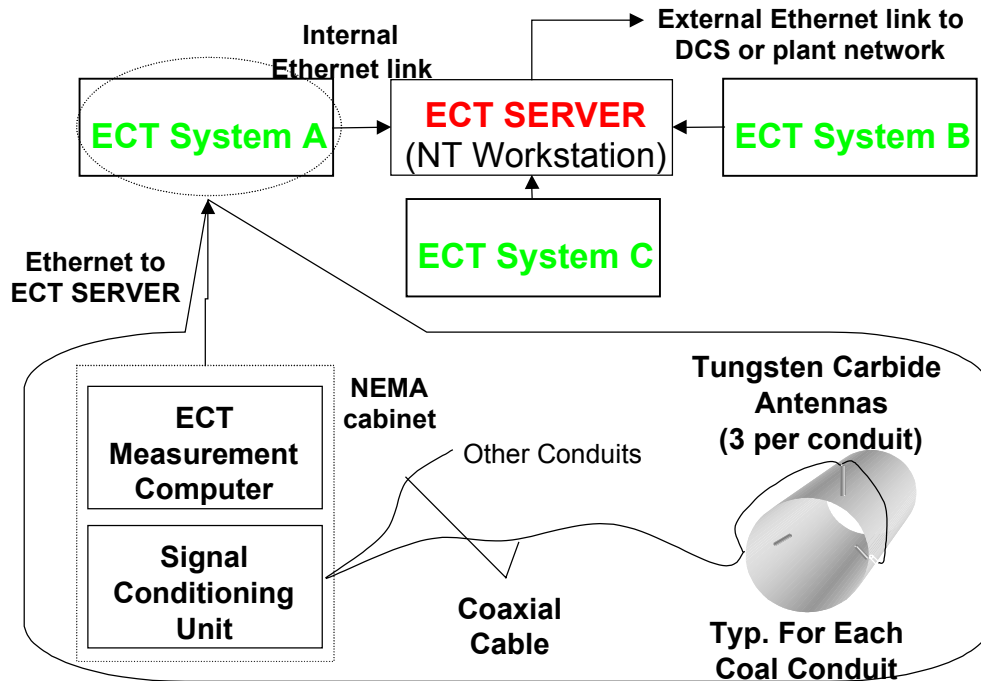 Internal
Ethernet link
External Ethernet link to
DCS or plant network
ECT System A
ECT SERVER
(NT Workstation)
ECT System B
ECT System C
Ethernet to
ECT SERVER
NEMA
cabinet
ECT
Measurement
Computer
Signal
Conditioning
Unit
Other Conduits
Coaxial
Cable
Tungsten Carbide
Antennas
(3 per conduit)
Typ. For Each
Coal Conduit